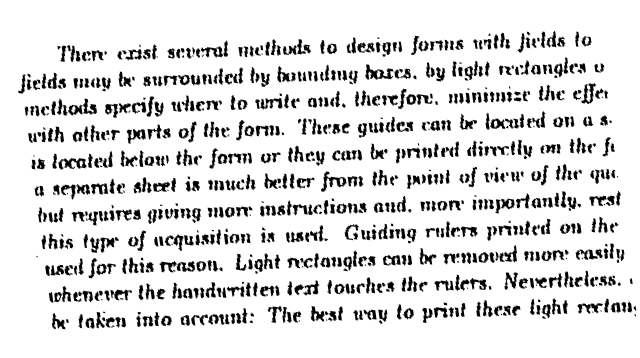 There exist several methods to design forms with fields to
fields may be surrounded by bounding boxes, by light rectangles o
methods specify where to write and, therefore, minimize the effe
with other parts of the form. These guides can be located on a s
is located below the form or they can be printed directly on the f
a separate sheet is much better from the point of view of the qua
but requires giving more instructions and, more importantly, rest
this type of acquisition is used. Guiding rulers printed on the
used for this reason. Light rectangles can be removed more easily
whenever the handwritten text touches the rulers. Nevertheless,
be taken into account: The best way to print these light rectang